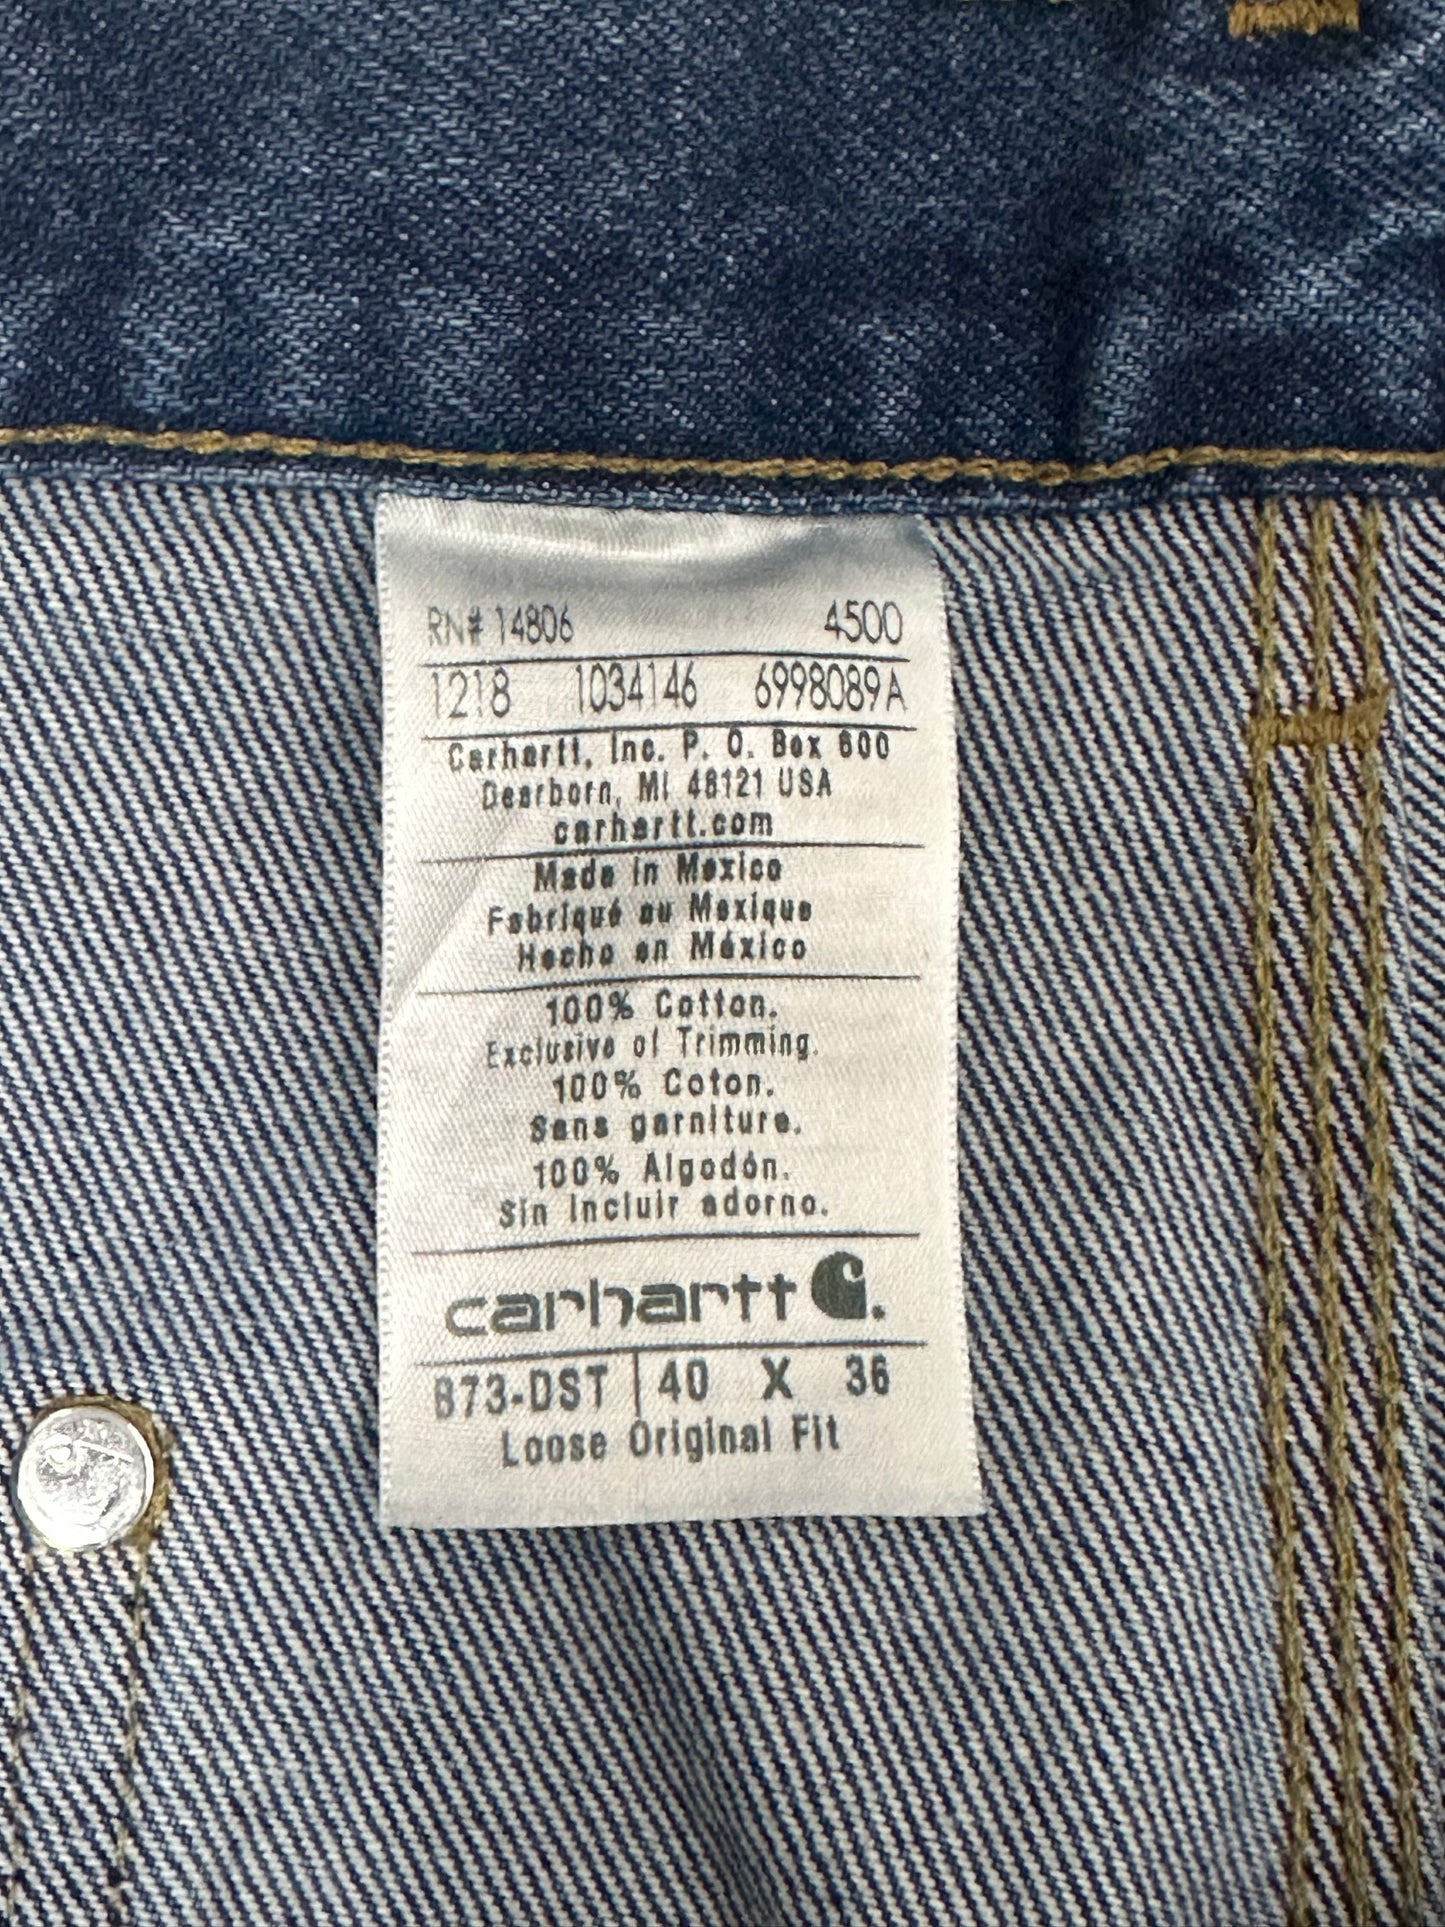 RN# 14806 4500
1218 1034146 6998089A
Carhartt, Inc. P. O. Box 600
Dearborn, MI 48121 USA
carhartt.com
Made in Mexico
Fabriqué au Mexique
Hecho en México
100% Cotton.
Exclusive of Trimming.
100% Coton.
Sans garniture.
100% Algodón.
Sin incluir adorno.
carhartt
B73-DST | 40 X 36
Loose Original Fit